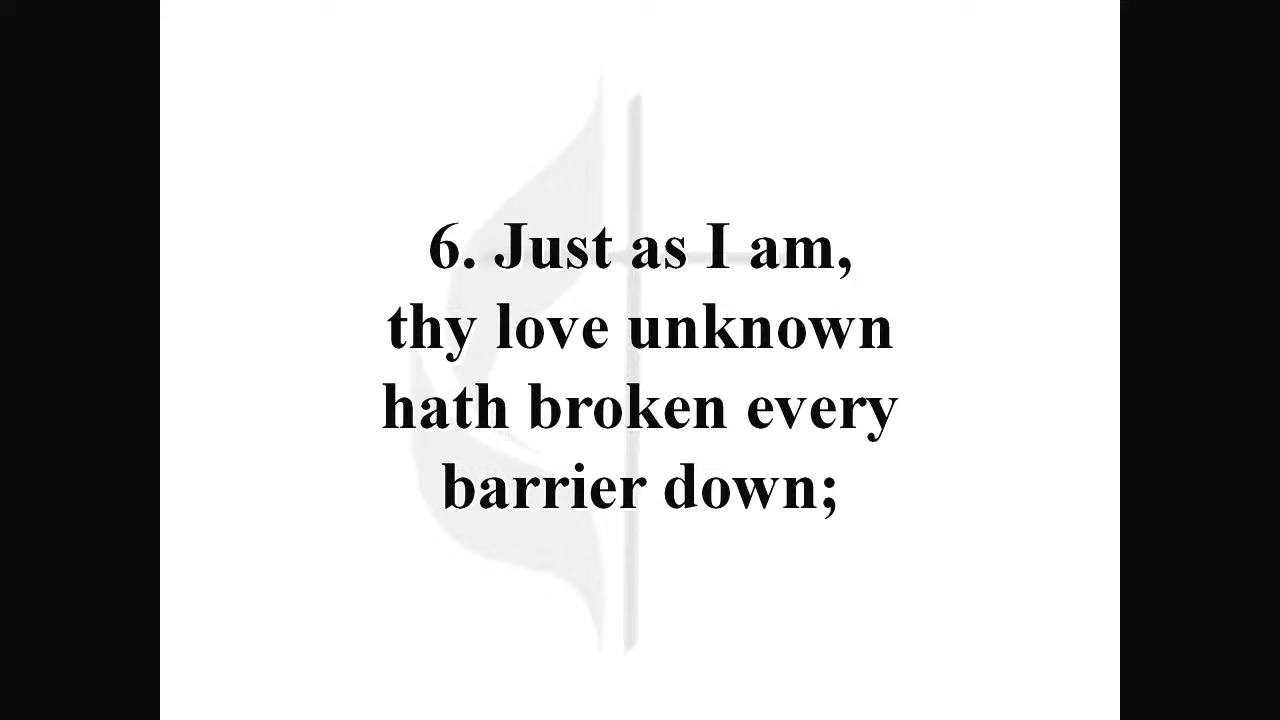 6. Just as I am,
thy love unknown
hath broken every
barrier down;